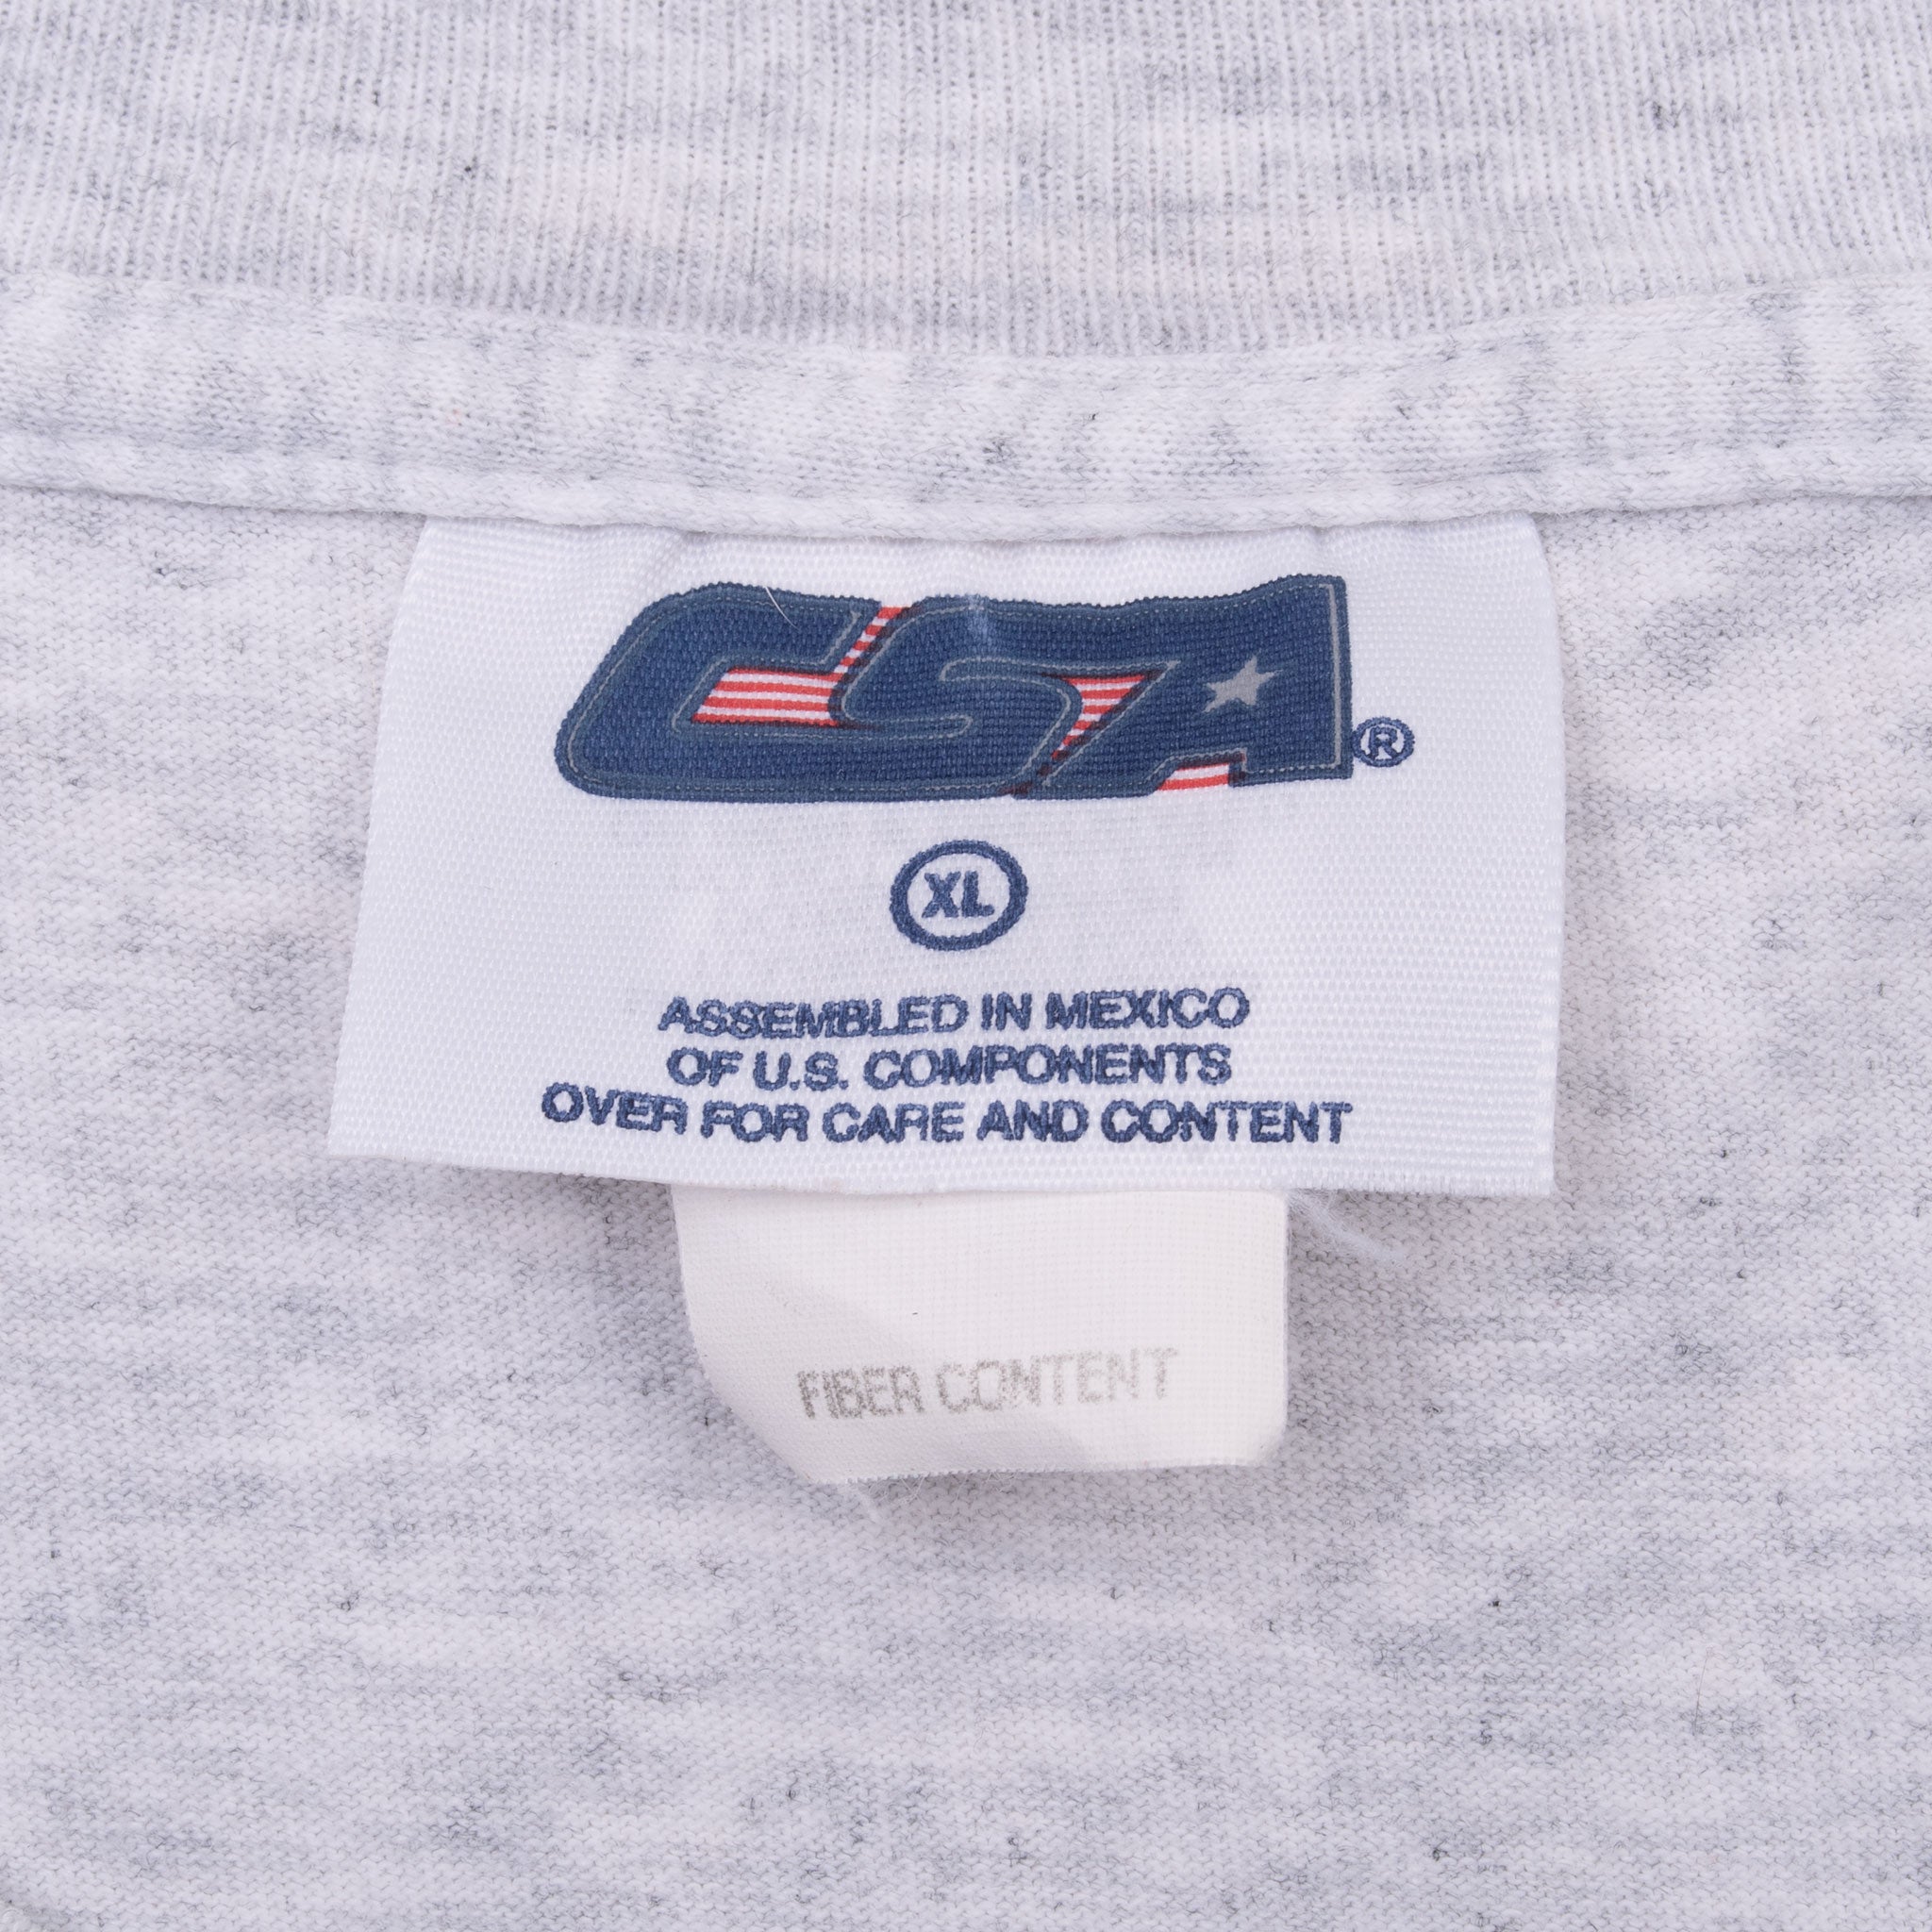 CSA®
XL
ASSEMBLED IN MEXICO
OF U.S. COMPONENTS
OVER FOR CARE AND CONTENT
FIBER CONTENT